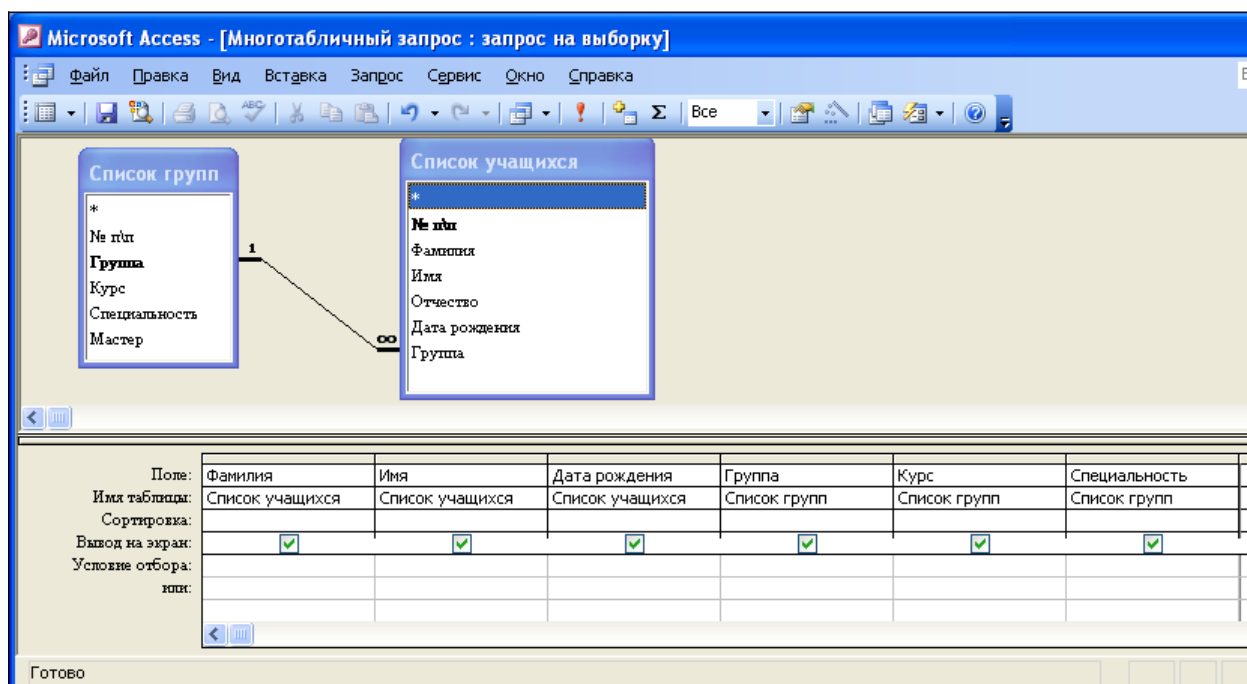 Microsoft Access - [Многотабличный запрос : запрос на выборку]
Файл Правка Вид Вставка Запрос Сервис Окно Справка
Все
Список групп
*
№ п\п
Группа
Курс
Специальность
Мастер
1
∞
Список учащихся
*
№ п\п
Фамилия
Имя
Отчество
Дата рождения
Группа
Поле: Фамилия Имя Дата рождения Группа Курс Специальность
Имя таблицы: Список учащихся Список учащихся Список учащихся Список групп Список групп Список групп
Сортировка:
Вывод на экран:
Условие отбора:
или:
Готово